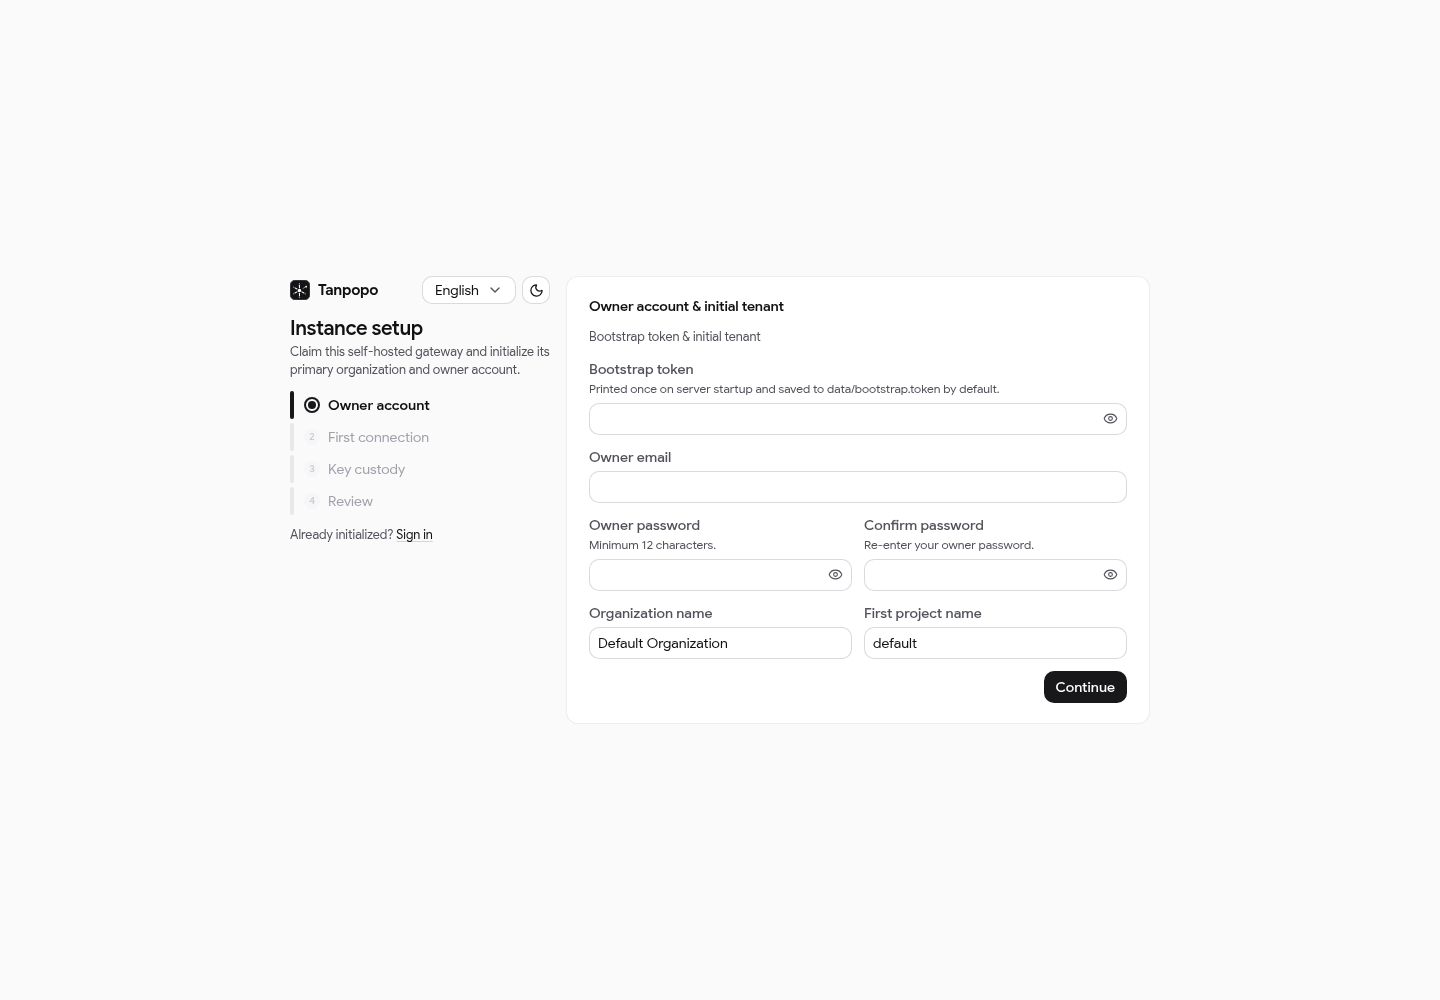 Tanpopo
English
Instance setup
Claim this self-hosted gateway and initialize its
primary organization and owner account.
Owner account
2 First connection
3 Key custody
4 Review
Already initialized? Sign in
Owner account & initial tenant
Bootstrap token & initial tenant
Bootstrap token
Printed once on server startup and saved to data/bootstrap.token by default.
Owner email
Owner password
Minimum 12 characters.
Confirm password
Re-enter your owner password.
Organization name
Default Organization
First project name
default
Continue